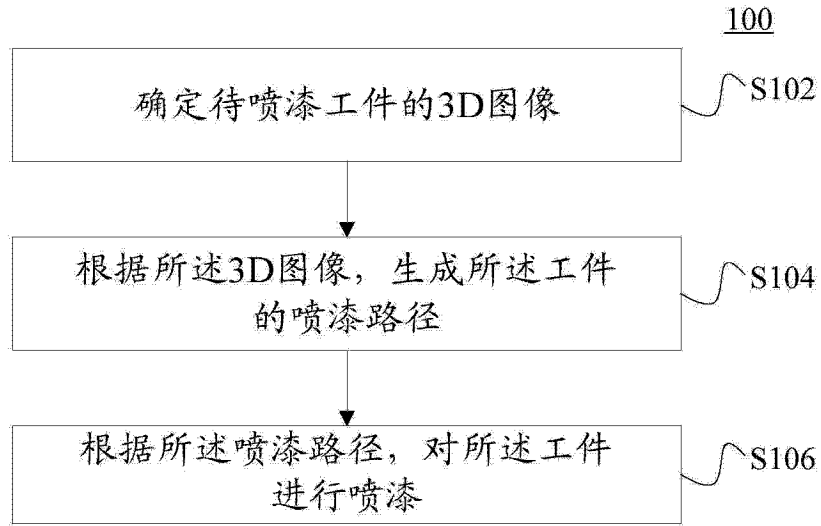 100
确定待喷漆工件的3D图像
S102
根据所述3D图像，生成所述工件
的喷漆路径
S104
根据所述喷漆路径，对所述工件
进行喷漆
S106